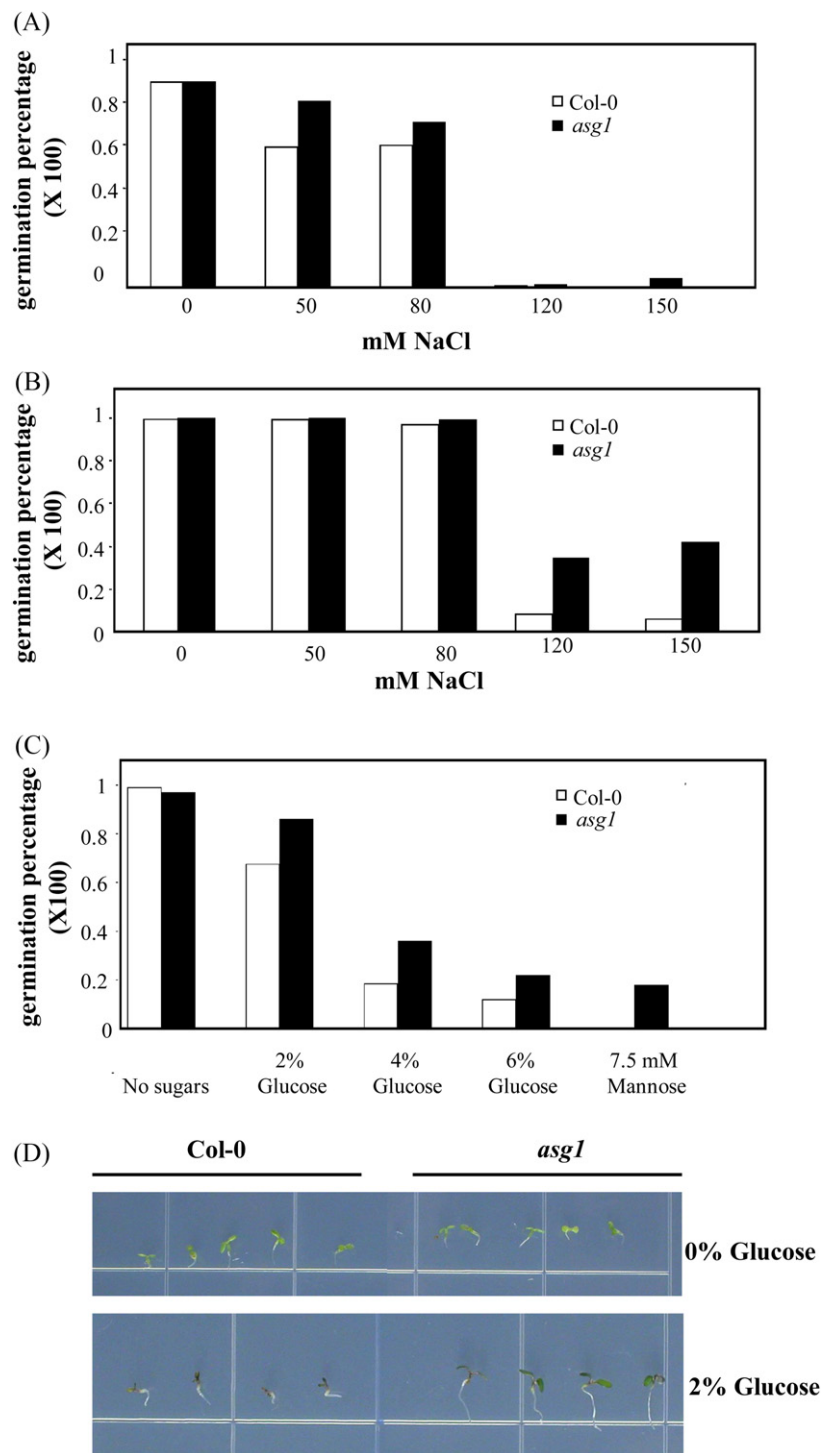 (A)
germination percentage
(X 100)
1
0.8
0.6
0.4
0.2
0
Col-0
asg1
0 50 80 120 150
mM NaCl
(B)
germination percentage
(X 100)
1
0.8
0.6
0.4
0.2
0
Col-0
asg1
0 50 80 120 150
mM NaCl
(C)
germination percentage
(X100)
1
0.8
0.6
0.4
0.2
0
Col-0
asg1
2% 4% 6% 7.5 mM
No sugars Glucose Glucose Glucose Mannose
(D)
Col-0 asg1
0% Glucose
2% Glucose